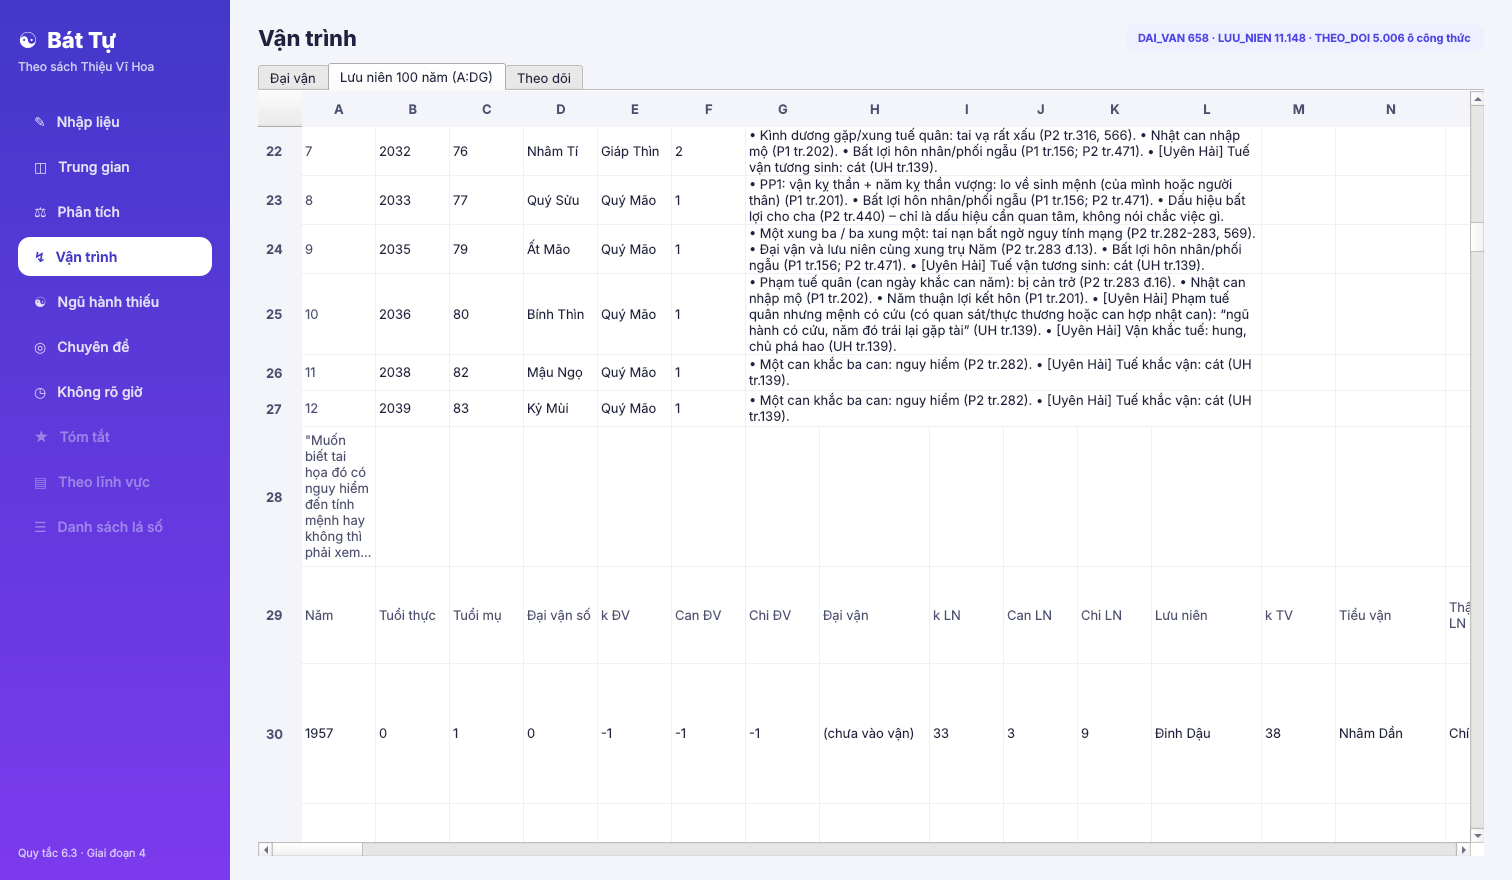 ☯ Bát Tự
Theo sách Thiệu Vĩ Hoa
✎ Nhập liệu
◫ Trung gian
⚖ Phân tích
↯ Vận trình
☯ Ngũ hành thiếu
◎ Chuyên đề
◷ Không rõ giờ
★ Tóm tắt
▤ Theo lĩnh vực
☰ Danh sách lá số
Quy tắc 6.3 · Giai đoạn 4
Vận trình
DAI_VAN 658 · LUU_NIEN 11.148 · THEO_DOI 5.006 ô công thức
Đại vận Lưu niên 100 năm (A:DG) Theo dõi
A B C D E F G H I J K L M N
22 7 2032 76 Nhâm Tí Giáp Thìn 2
• Kình dương gặp/xung tuế quân: tai vạ rất xấu (P2 tr.316, 566). • Nhật can nhập
mộ (P1 tr.202). • Bất lợi hôn nhân/phối ngẫu (P1 tr.156; P2 tr.471). • [Uyên Hải] Tuế
vận tương sinh: cát (UH tr.139).
23 8 2033 77 Quý Sửu Quý Mão 1
• PP1: vận kỵ thần + năm kỵ thần vượng: lo về sinh mệnh (của mình hoặc người
thân) (P1 tr.201). • Bất lợi hôn nhân/phối ngẫu (P1 tr.156; P2 tr.471). • Dấu hiệu bất
lợi cho cha (P2 tr.440) – chỉ là dấu hiệu cần quan tâm, không nói chắc việc gì.
24 9 2035 79 Ất Mão Quý Mão 1
• Một xung ba / ba xung một: tai nạn bất ngờ nguy tính mạng (P2 tr.282-283, 569).
• Đại vận và lưu niên cùng xung trụ Năm (P2 tr.283 đ.13). • Bất lợi hôn nhân/phối
ngẫu (P1 tr.156; P2 tr.471). • [Uyên Hải] Tuế vận tương sinh: cát (UH tr.139).
25 10 2036 80 Bính Thìn Quý Mão 1
• Phạm tuế quân (can ngày khắc can năm): bị cản trở (P2 tr.283 đ.16). • Nhật can
nhập mộ (P1 tr.202). • Năm thuận lợi kết hôn (P1 tr.201). • [Uyên Hải] Phạm tuế
quân nhưng mệnh có cứu (có quan sát/thực thương hoặc can hợp nhật can): “ngũ
hành có cứu, năm đó trái lại gặp tài” (UH tr.139). • [Uyên Hải] Vận khắc tuế: hung,
chủ phá hao (UH tr.139).
26 11 2038 82 Mậu Ngọ Quý Mão 1
• Một can khắc ba can: nguy hiểm (P2 tr.282). • [Uyên Hải] Tuế khắc vận: cát (UH
tr.139).
27 12 2039 83 Kỷ Mùi Quý Mão 1
• Một can khắc ba can: nguy hiểm (P2 tr.282). • [Uyên Hải] Tuế khắc vận: cát (UH
tr.139).
28
"Muốn
biết tai
họa đó có
nguy hiểm
đến tính
mệnh hay
không thì
phải xem...
29 Năm Tuổi thực Tuổi mụ Đại vận số k ĐV Can ĐV Chi ĐV Đại vận k LN Can LN Chi LN Lưu niên k TV Tiểu vận
LN
30 1957 0 1 0 -1 -1 -1 (chưa vào vận) 33 3 9 Đinh Dậu 38 Nhâm Dần